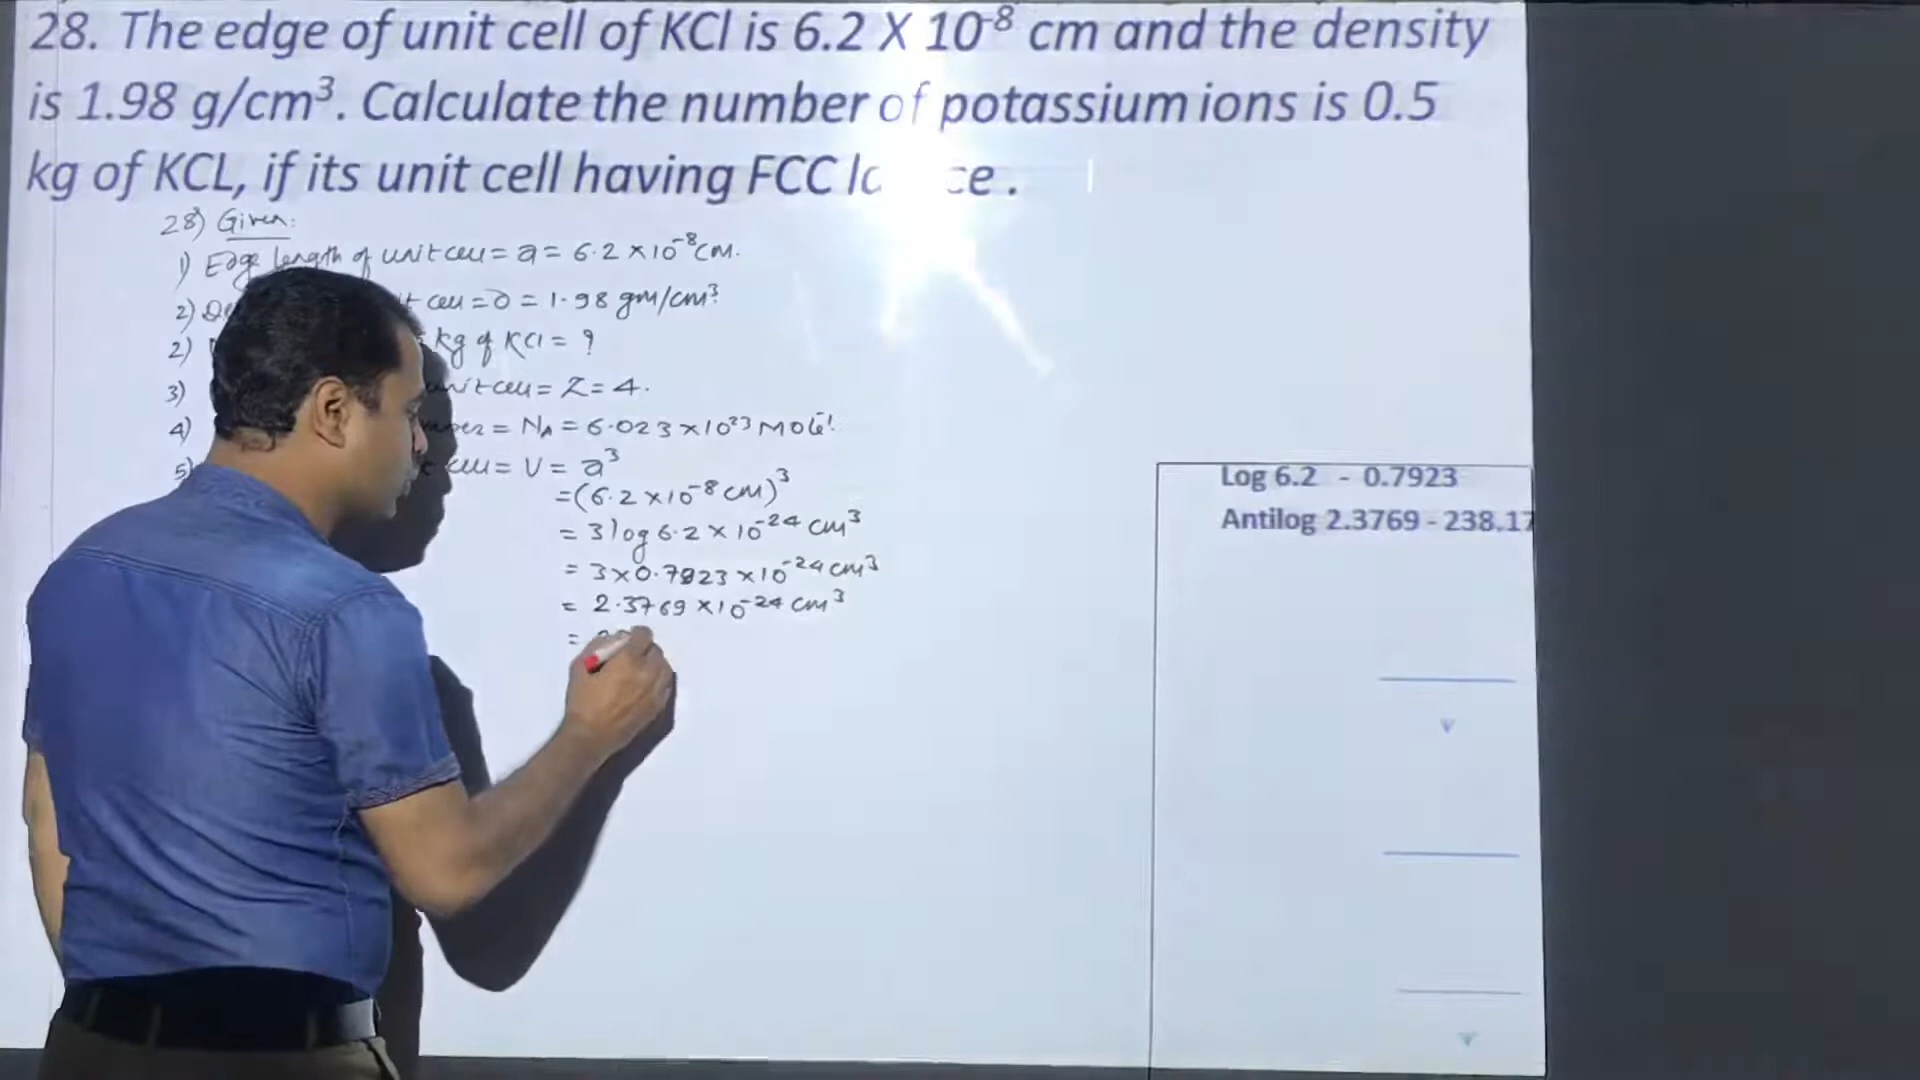 28. The edge of unit cell of KCl is 6.2 X 10⁻⁸ cm and the density
is 1.98 g/cm³. Calculate the number of potassium ions is 0.5
kg of KCL, if its unit cell having FCC
28) Given:
1) Edge length of unit cell = a = 6.2 × 10⁻⁸ cm.
2) cell = = 1.98 gm/cm³
2) kg of KCl = ?
3) unit cell = Z = 4.
4) = Nₐ = 6.023 × 10²³ mole⁻¹.
5) cell = V = a³
= (6.2 × 10⁻⁸ cm)³
= 3 log 6.2 × 10⁻²⁴ cm³
= 3 × 0.7923 × 10⁻²⁴ cm³
= 2.3769 × 10⁻²⁴ cm³
=
Log 6.2 - 0.7923
Antilog 2.3769 - 238.17